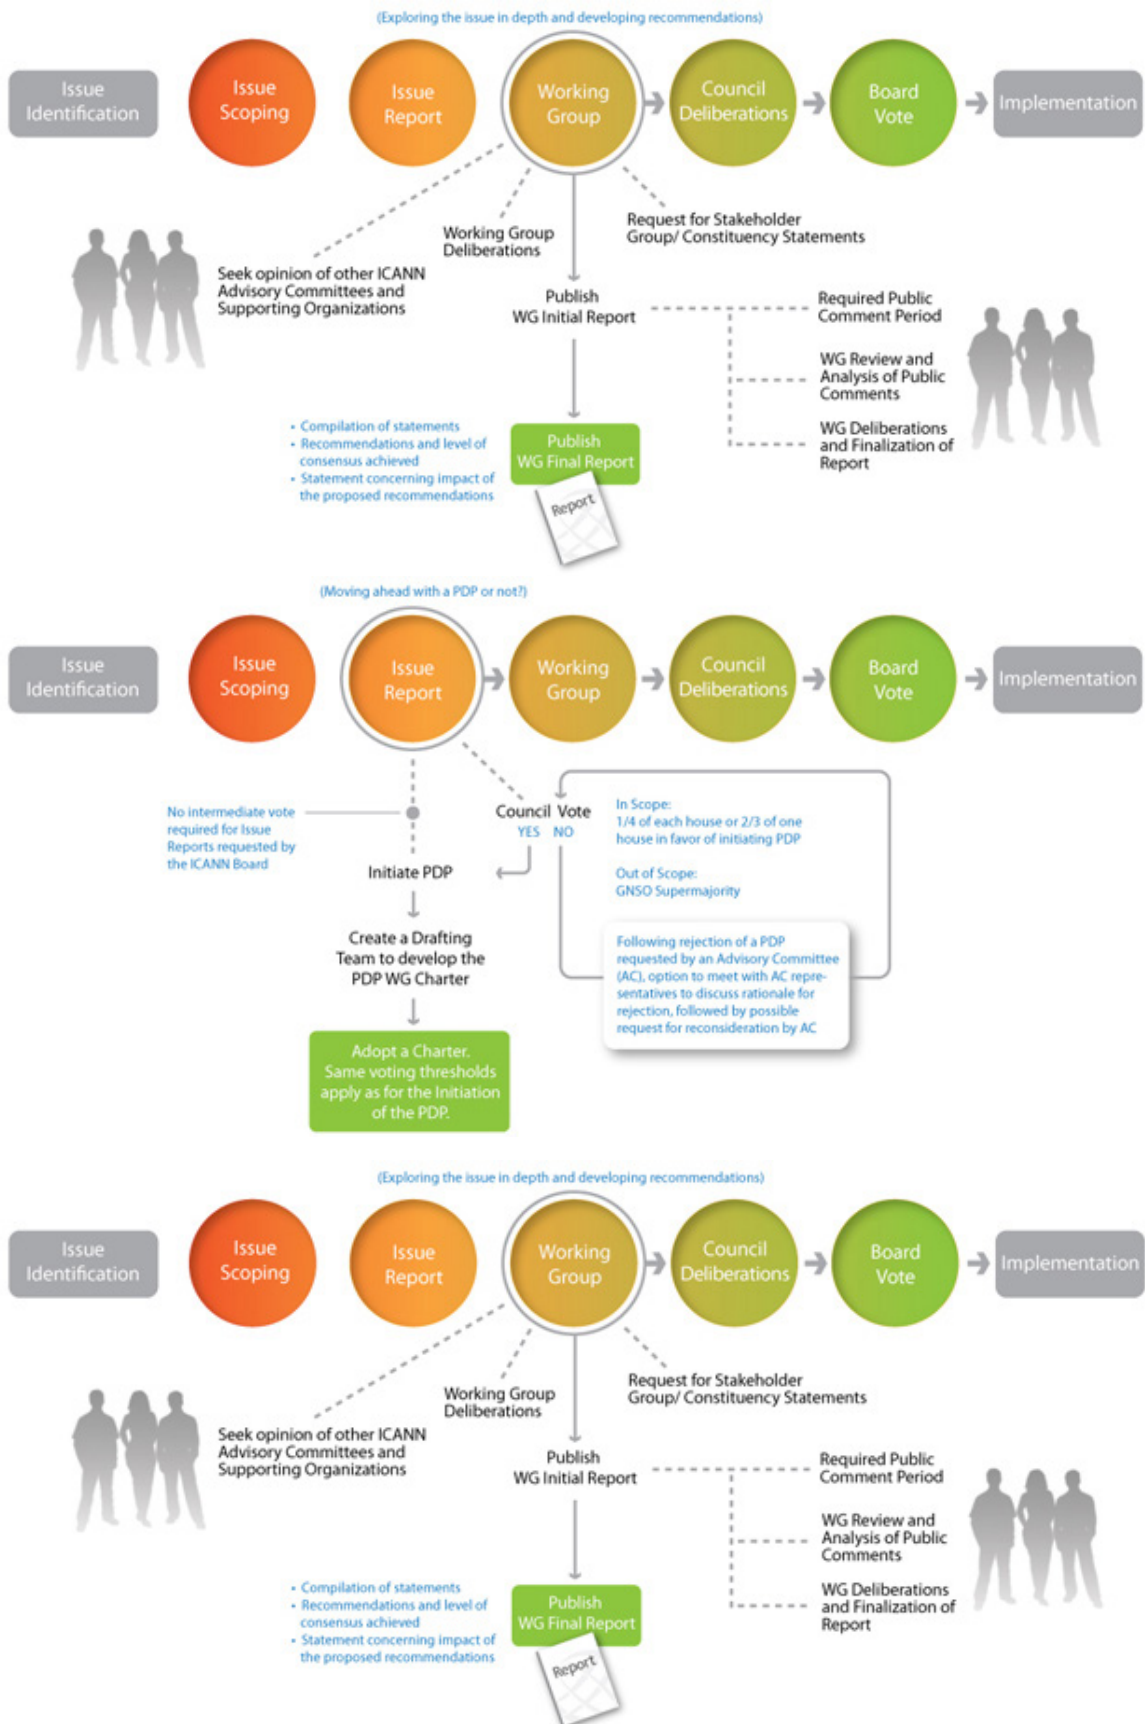 (Exploring the issue in depth and developing recommendations)
Issue
Identification
Issue
Scoping
Issue
Report
Working
Group
Council
Deliberations
Board
Vote
Implementation
Seek opinion of other ICANN
Advisory Committees and
Supporting Organizations
Working Group
Deliberations
Request for Stakeholder
Group/ Constituency Statements
Publish
WG Initial Report
Required Public
Comment Period
WG Review and
Analysis of Public
Comments
WG Deliberations
and Finalization of
Report
• Compilation of statements
• Recommendations and level of
consensus achieved
• Statement concerning impact of
the proposed recommendations
Publish
WG Final Report
Report
(Moving ahead with a PDP or not?)
Issue
Identification
Issue
Scoping
Issue
Report
Working
Group
Council
Deliberations
Board
Vote
Implementation
No intermediate vote
required for Issue
Reports requested by
the ICANN Board
Council Vote
YES NO
Initiate PDP
In Scope:
1/4 of each house or 2/3 of one
house in favor of initiating PDP
Out of Scope:
GNSO Supermajority
Create a Drafting
Team to develop the
PDP WG Charter
Following rejection of a PDP
requested by an Advisory Committee
(AC), option to meet with AC repre-
sentatives to discuss rationale for
rejection, followed by possible
request for reconsideration by AC
Adopt a Charter.
Same voting thresholds
apply as for the Initiation
of the PDP.
(Exploring the issue in depth and developing recommendations)
Issue
Identification
Issue
Scoping
Issue
Report
Working
Group
Council
Deliberations
Board
Vote
Implementation
Seek opinion of other ICANN
Advisory Committees and
Supporting Organizations
Working Group
Deliberations
Request for Stakeholder
Group/ Constituency Statements
Publish
WG Initial Report
Required Public
Comment Period
WG Review and
Analysis of Public
Comments
WG Deliberations
and Finalization of
Report
• Compilation of statements
• Recommendations and level of
consensus achieved
• Statement concerning impact of
the proposed recommendations
Publish
WG Final Report
Report